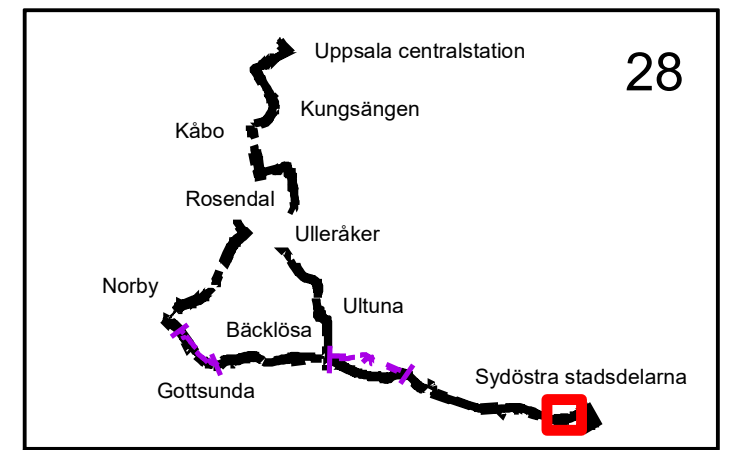 Uppsala centralstation
28
Kungsängen
Kåbo
Rosendal
Ulleråker
Norby
Ultuna
Bäcklösa
Sydöstra stadsdelarna
Gottsunda